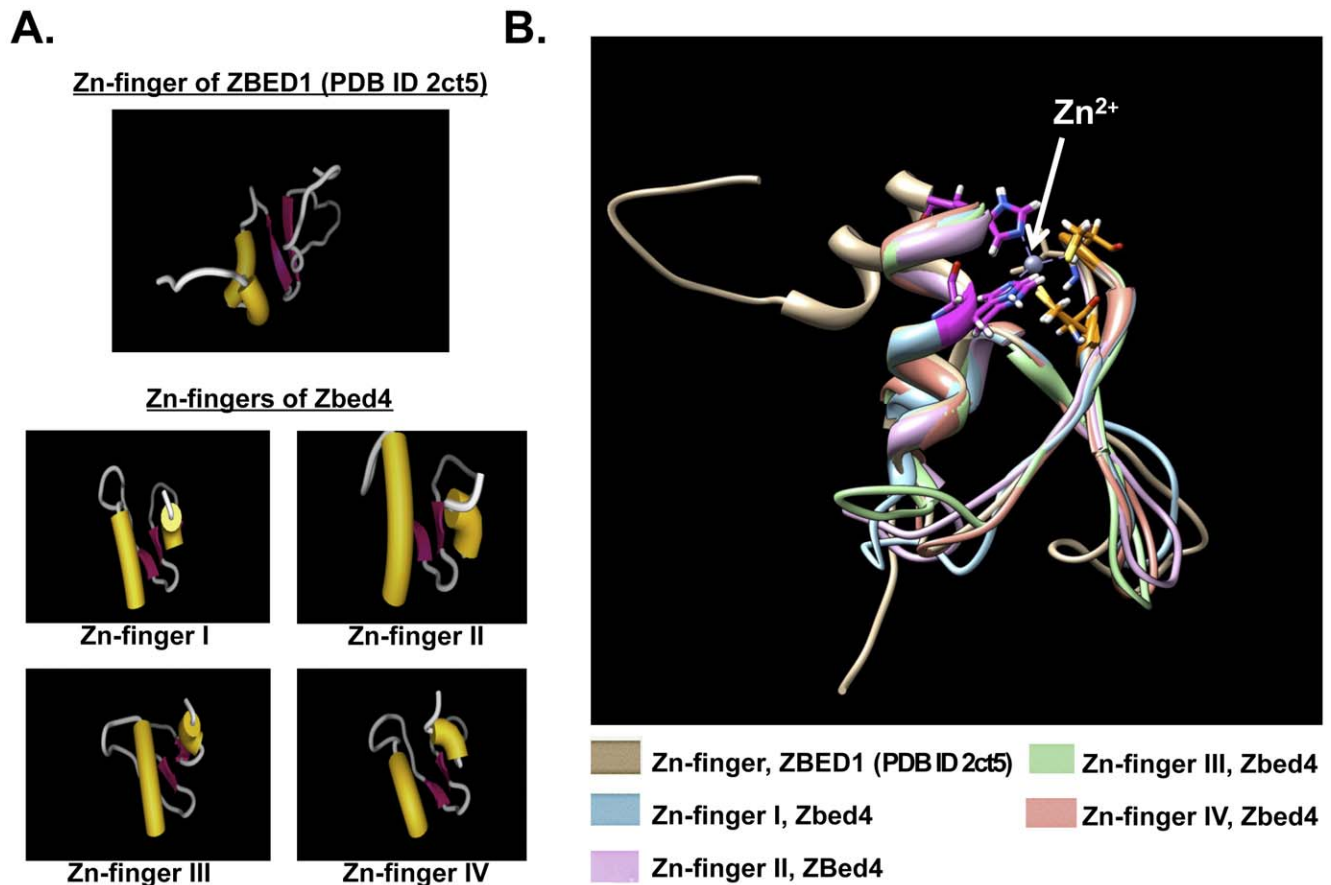 A.
Zn-finger of ZBED1 (PDB ID 2ct5)
Zn-fingers of Zbed4
Zn-finger I
Zn-finger II
Zn-finger III
Zn-finger IV
B.
Zn²⁺
Zn-finger, ZBED1 (PDB ID 2ct5)
Zn-finger I, Zbed4
Zn-finger II, ZBed4
Zn-finger III, Zbed4
Zn-finger IV, Zbed4